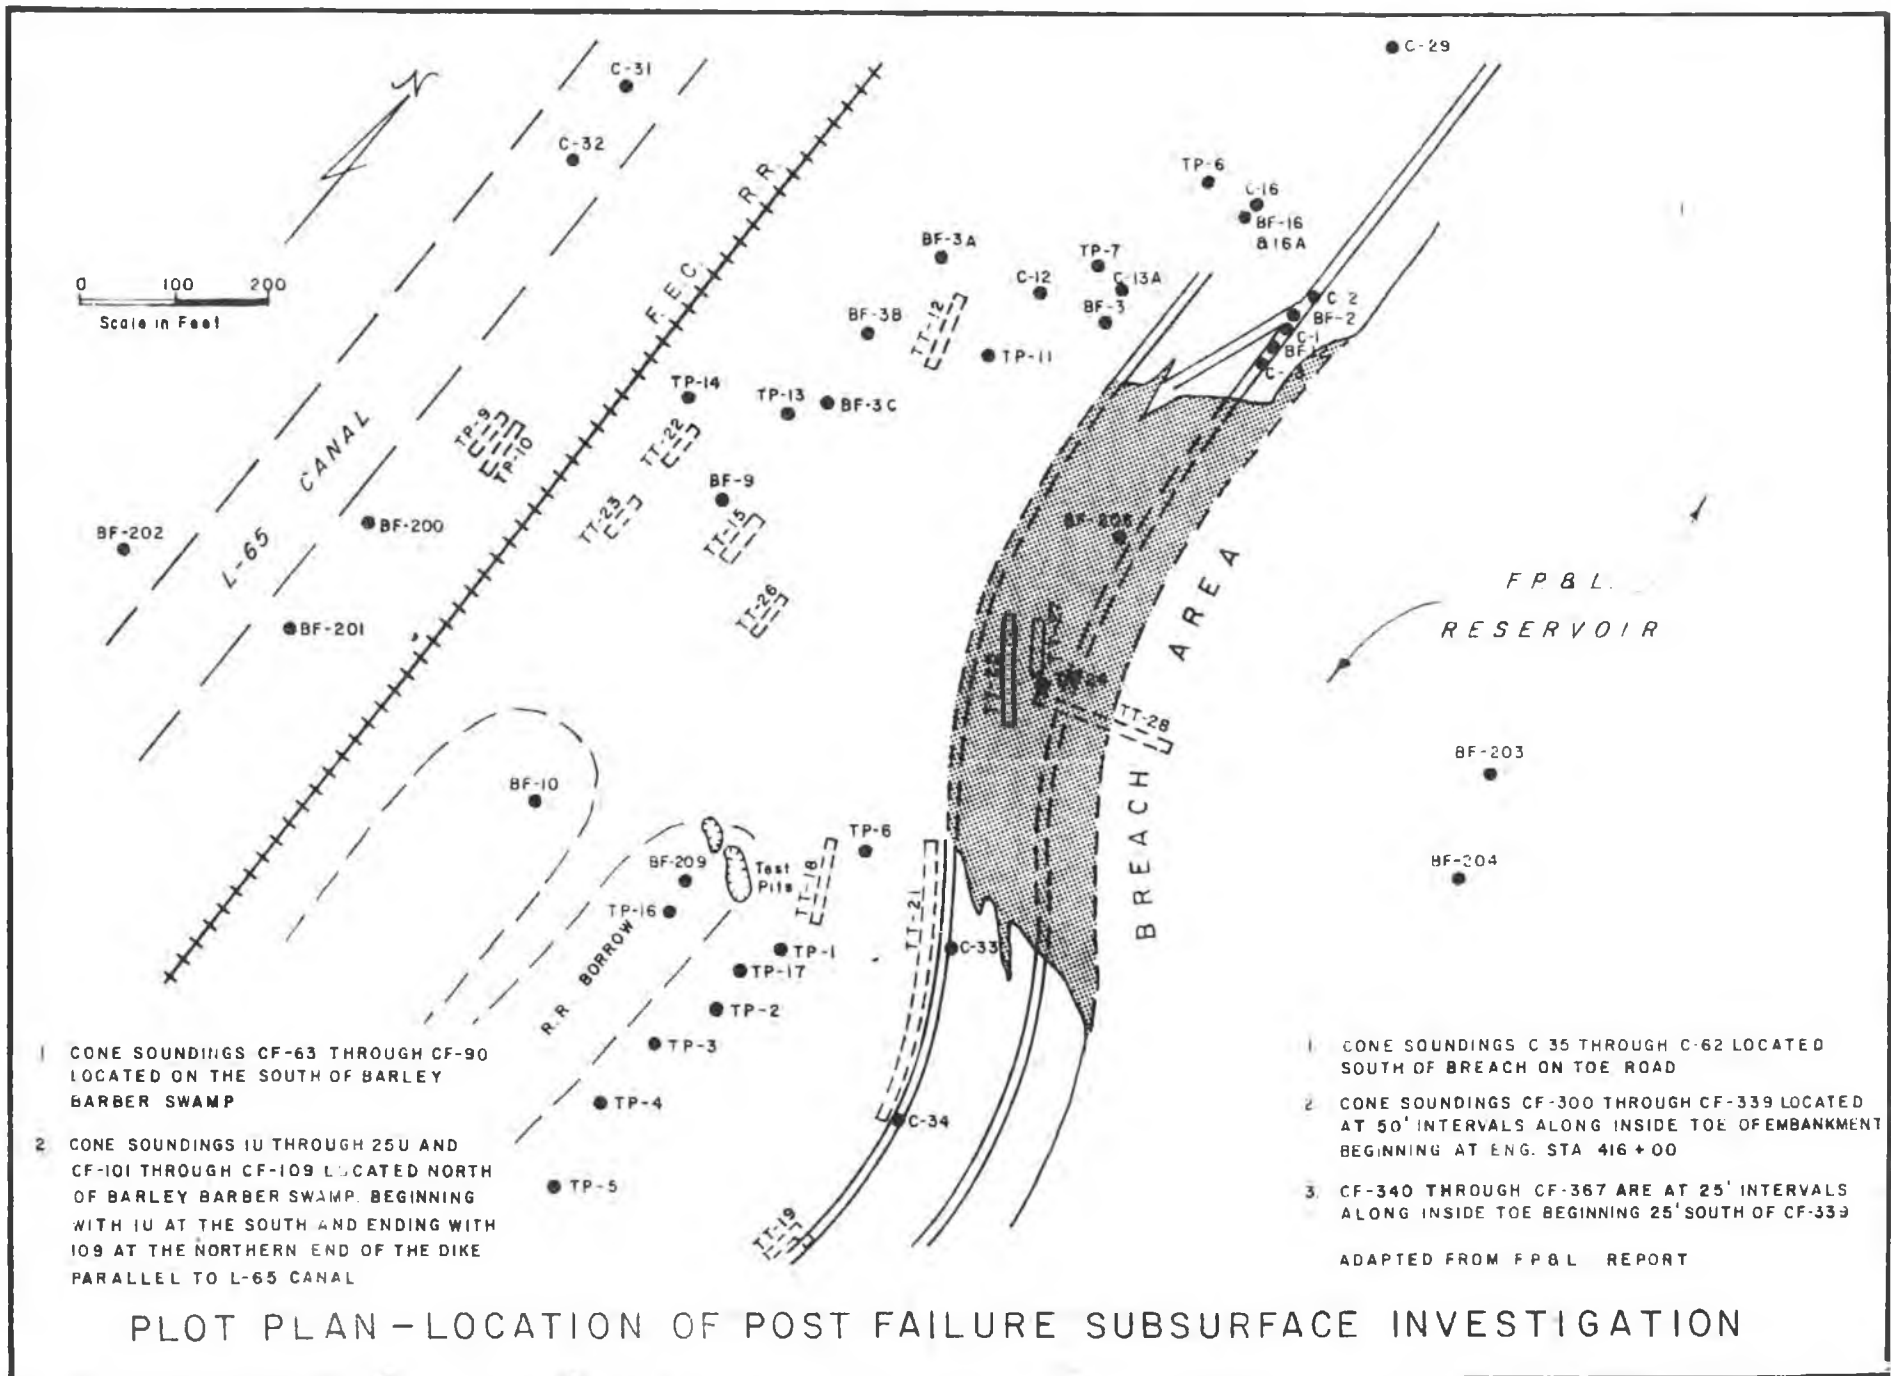 C-29
C-31
N
C-32
F.E.C. R.R.
TP-6
C-16
BF-16
&16A
BF-3A
TP-7
C-12
C-13A
BF-3
0 100 200
Scale in Feet
BF-3B
TT-12
TP-11
C-2
BF-2
C-1
TP-14
TP-13
BF-3C
TP-9
TP-10
TT-22
L-65 CANAL
BF-9
TT-23
TT-15
BF-202
BF-200
TT-26
BF-201
F P & L.
RESERVOIR
BREACH AREA
TT-28
BF-203
BF-10
BF-204
TP-6
BF-209
Test
Pits
TT-18
TT-21
TP-16
R.R. BORROW
TP-1
C-33
TP-17
TP-2
TP-3
TP-4
C-34
TP-5
TT-19
1 CONE SOUNDINGS CF-63 THROUGH CF-90
LOCATED ON THE SOUTH OF BARLEY
BARBER SWAMP
2 CONE SOUNDINGS 1U THROUGH 25U AND
CF-101 THROUGH CF-109 LOCATED NORTH
OF BARLEY BARBER SWAMP. BEGINNING
WITH 1U AT THE SOUTH AND ENDING WITH
109 AT THE NORTHERN END OF THE DIKE
PARALLEL TO L-65 CANAL
1 CONE SOUNDINGS C 35 THROUGH C-62 LOCATED
SOUTH OF BREACH ON TOE ROAD
2 CONE SOUNDINGS CF-300 THROUGH CF-339 LOCATED
AT 50' INTERVALS ALONG INSIDE TOE OF EMBANKMENT
BEGINNING AT ENG. STA 416+00
3. CF-340 THROUGH CF-367 ARE AT 25' INTERVALS
ALONG INSIDE TOE BEGINNING 25' SOUTH OF CF-339
ADAPTED FROM F P & L REPORT
PLOT PLAN - LOCATION OF POST FAILURE SUBSURFACE INVESTIGATION